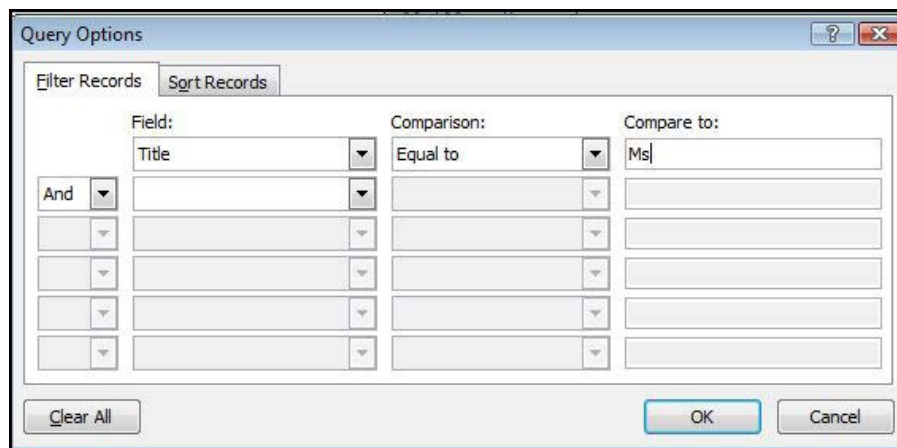 Query Options
Filter Records Sort Records
Field: Comparison: Compare to:
Title Equal to Ms
And
Clear All OK Cancel